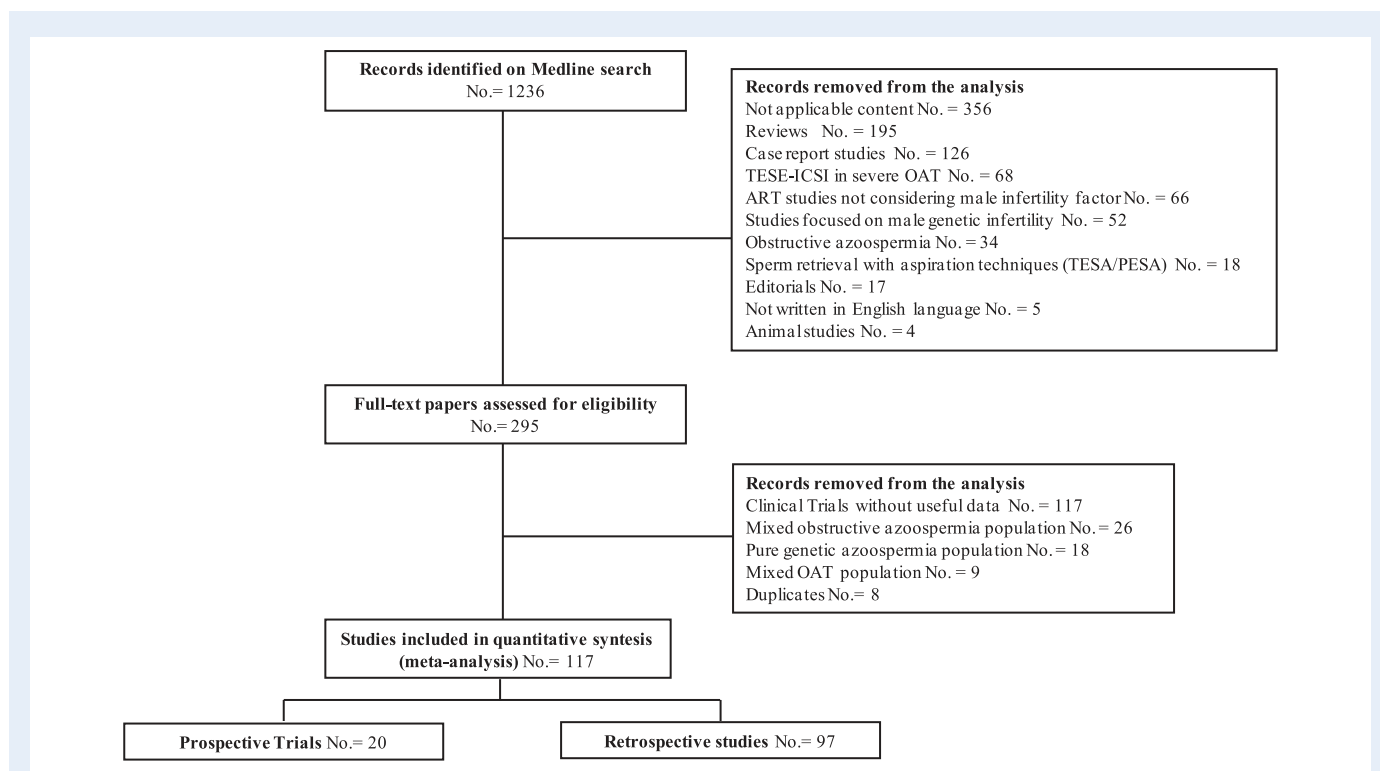 Records identified on Medline search
No.= 1236
Records removed from the analysis
Not applicable content No. = 356
Reviews No. = 195
Case report studies No. = 126
TESE-ICSI in severe OAT No. = 68
ART studies not considering male infertility factor No. = 66
Studies focused on male genetic infertility No. = 52
Obstructive azoospermia No. = 34
Sperm retrieval with aspiration techniques (TESA/PESA) No. = 18
Editorials No. = 17
Not written in English language No. = 5
Animal studies No. = 4
Full-text papers assessed for eligibility
No.= 295
Records removed from the analysis
Clinical Trials without useful data No. = 117
Mixed obstructive azoospermia population No. = 26
Pure genetic azoospermia population No. = 18
Mixed OAT population No. = 9
Duplicates No.= 8
Studies included in quantitative syntesis
(meta-analysis) No.= 117
Prospective Trials No.= 20
Retrospective studies No.= 97